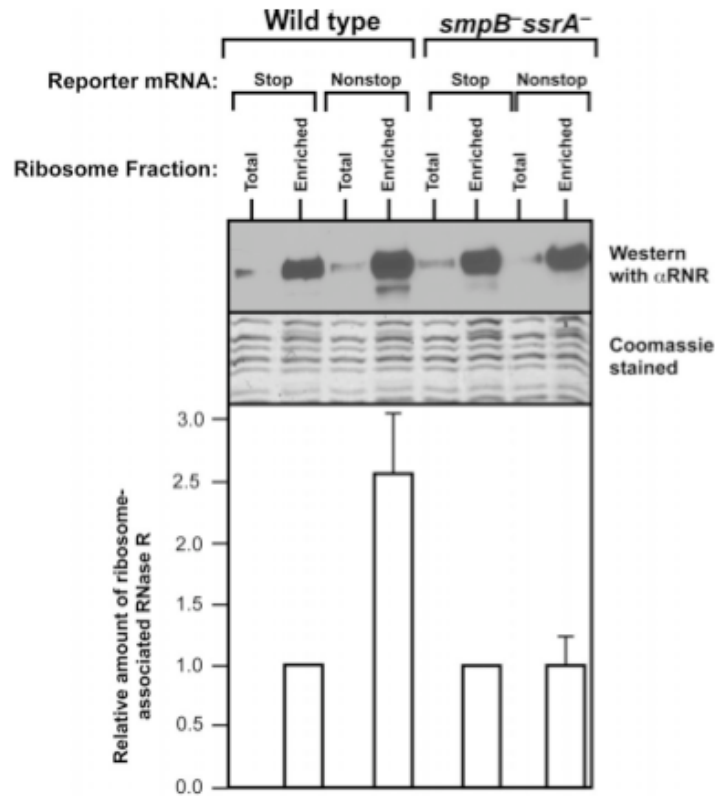 Wild type smpB⁻ssrA⁻
Reporter mRNA: Stop Nonstop Stop Nonstop
Ribosome Fraction: Total Enriched Total Enriched Total Enriched Total Enriched
Western
with αRNR
Coomassie
stained
Relative amount of ribosome-
associated RNase R
3.0
2.5
2.0
1.5
1.0
0.5
0.0